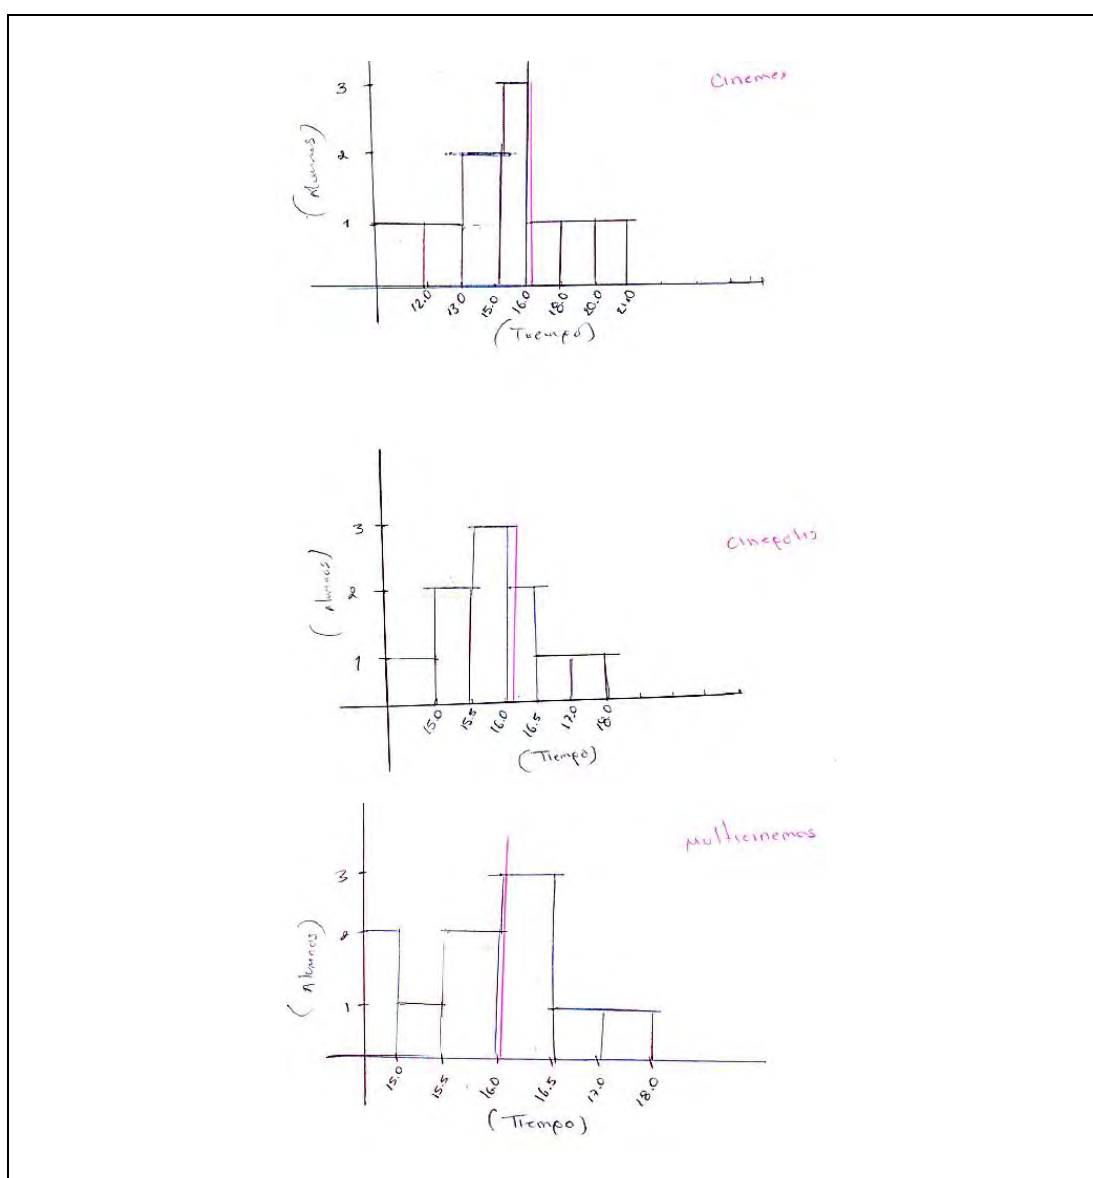 Cinemex
3
2
(Alumnos)
1
12.0 13.0 15.0 16.0 18.0 20.0 21.0
(Tiempo)
Cinepolis
3
2
(Alumnos)
1
15.0 15.5 16.0 16.5 17.0 18.0
(Tiempo)
Multicinemas
3
2
(Alumnos)
1
15.0 15.5 16.0 16.5 17.0 18.0
(Tiempo)